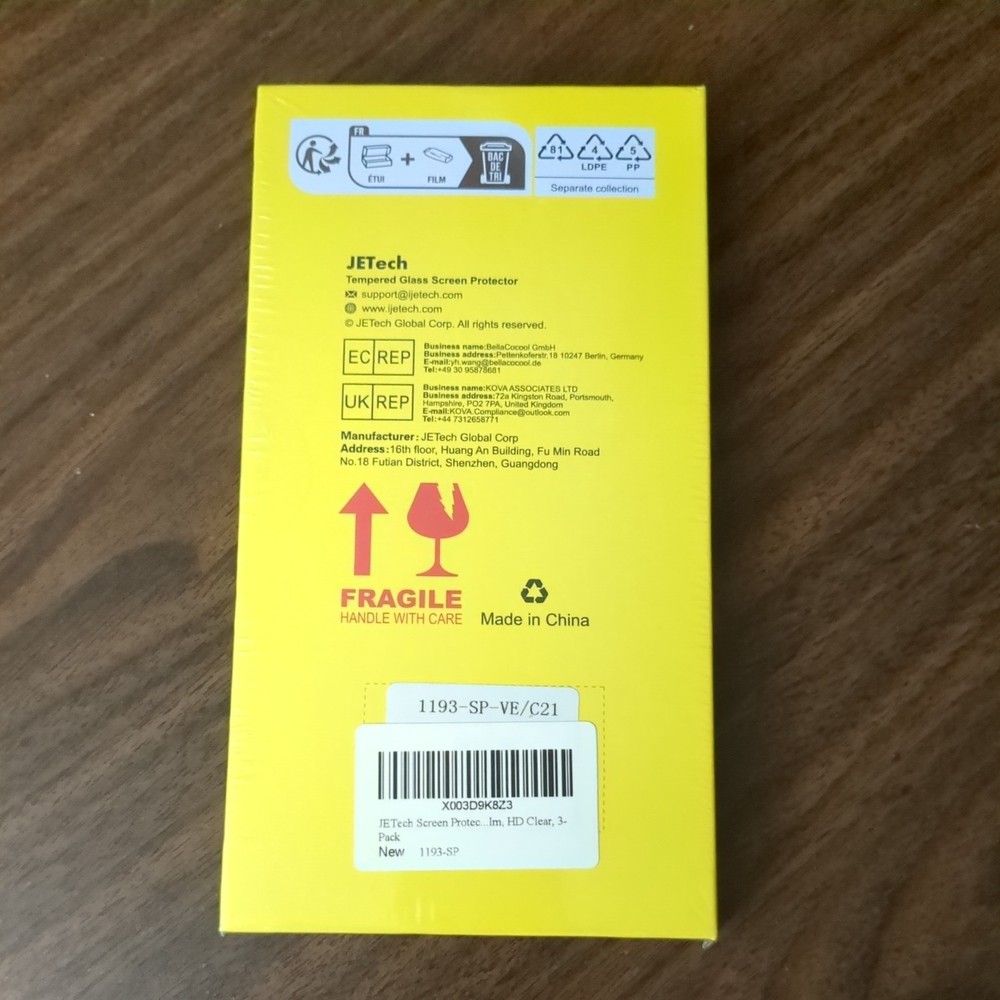 FR
ÉTUI + FILM
BAC
DE
TRI
81 4 5
LDPE PP
Separate collection
JETech
Tempered Glass Screen Protector
support@ijetech.com
www.ijetech.com
© JETech Global Corp. All rights reserved.
EC REP
Business name:BellaCocool GmbH
Business address:Pettenkoferstr.18 10247 Berlin, Germany
E-mail:yh.wang@bellacocool.de
Tel:+49 30 95878681
UK REP
Business name:KOVA ASSOCIATES LTD
Business address:72a Kingston Road, Portsmouth,
Hampshire, PO2 7PA, United Kingdom
E-mail:KOVA.Compliance@outlook.com
Tel:+44 7312658771
Manufacturer: JETech Global Corp
Address:16th floor, Huang An Building, Fu Min Road
No.18 Futian District, Shenzhen, Guangdong
FRAGILE
HANDLE WITH CARE
Made in China
1193-SP-VE/C21
X003D9K8Z3
JETech Screen Protec...lm, HD Clear, 3-
Pack
New 1193-SP